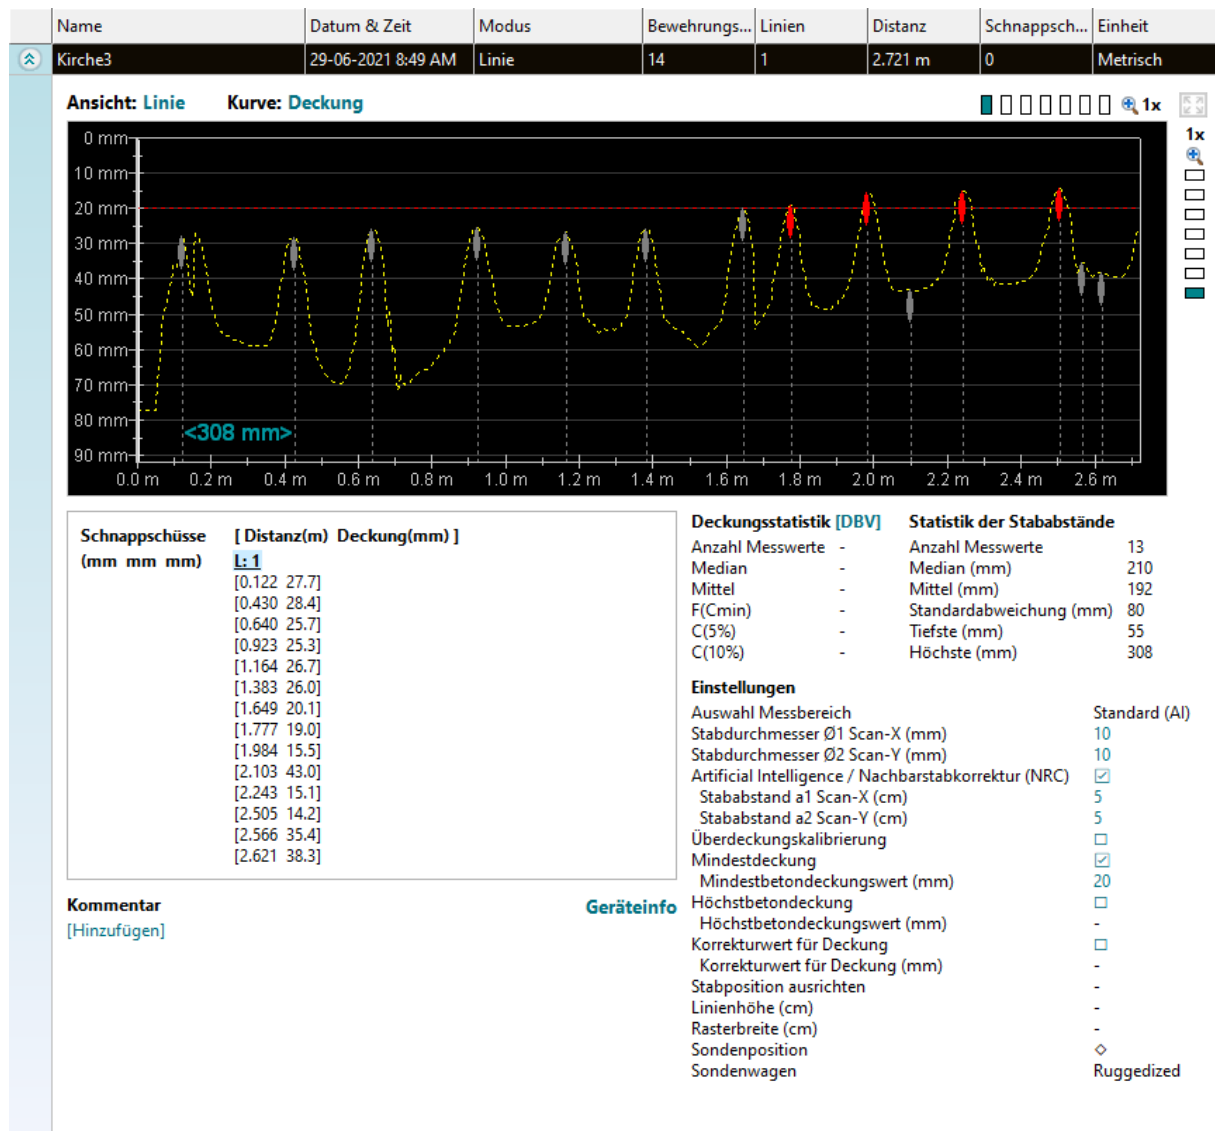 Name Datum & Zeit Modus Bewehrungs... Linien Distanz Schnappsch... Einheit
Kirche3 29-06-2021 8:49 AM Linie 14 1 2.721 m 0 Metrisch
Ansicht: Linie Kurve: Deckung 1x
1x
0 mm
10 mm
20 mm
30 mm
40 mm
50 mm
60 mm
70 mm
80 mm
90 mm
<308 mm>
0.0 m 0.2 m 0.4 m 0.6 m 0.8 m 1.0 m 1.2 m 1.4 m 1.6 m 1.8 m 2.0 m 2.2 m 2.4 m 2.6 m
Schnappschüsse [ Distanz(m) Deckung(mm) ]
(mm mm mm) L: 1
[0.122 27.7]
[0.430 28.4]
[0.640 25.7]
[0.923 25.3]
[1.164 26.7]
[1.383 26.0]
[1.649 20.1]
[1.777 19.0]
[1.984 15.5]
[2.103 43.0]
[2.243 15.1]
[2.505 14.2]
[2.566 35.4]
[2.621 38.3]
Kommentar Geräteinfo
[Hinzufügen]
Deckungsstatistik [DBV]
Anzahl Messwerte -
Median -
Mittel -
F(Cmin) -
C(5%) -
C(10%) -
Statistik der Stababstände
Anzahl Messwerte 13
Median (mm) 210
Mittel (mm) 192
Standardabweichung (mm) 80
Tiefste (mm) 55
Höchste (mm) 308
Einstellungen
Auswahl Messbereich Standard (AI)
Stabdurchmesser Ø1 Scan-X (mm) 10
Stabdurchmesser Ø2 Scan-Y (mm) 10
Artificial Intelligence / Nachbarstabkorrektur (NRC)
Stababstand a1 Scan-X (cm) 5
Stababstand a2 Scan-Y (cm) 5
Überdeckungskalibrierung
Mindestdeckung
Mindestbetondeckungswert (mm) 20
Höchstbetondeckung
Höchstbetondeckungswert (mm) -
Korrekturwert für Deckung
Korrekturwert für Deckung (mm) -
Stabposition ausrichten -
Linienhöhe (cm) -
Rasterbreite (cm) -
Sondenposition
Sondenwagen Ruggedized